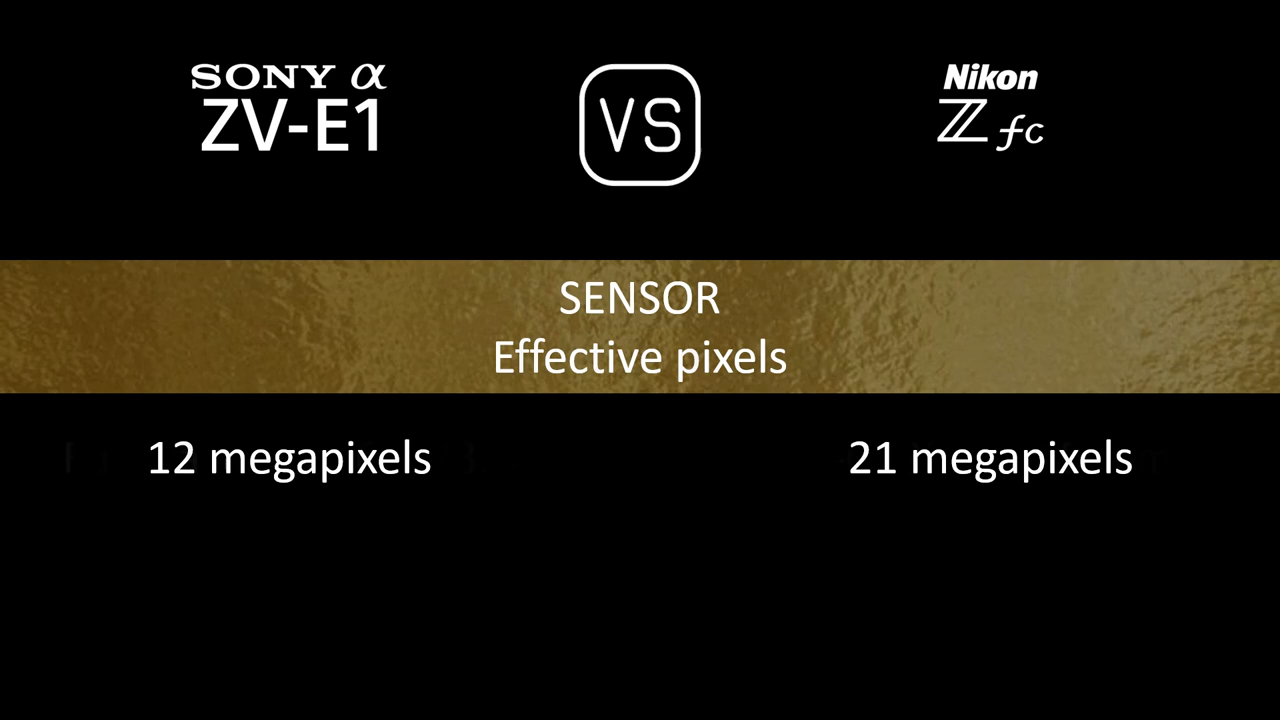 SONY α
ZV-E1
VS
Nikon
Z fc
SENSOR
Effective pixels
12 megapixels
21 megapixels